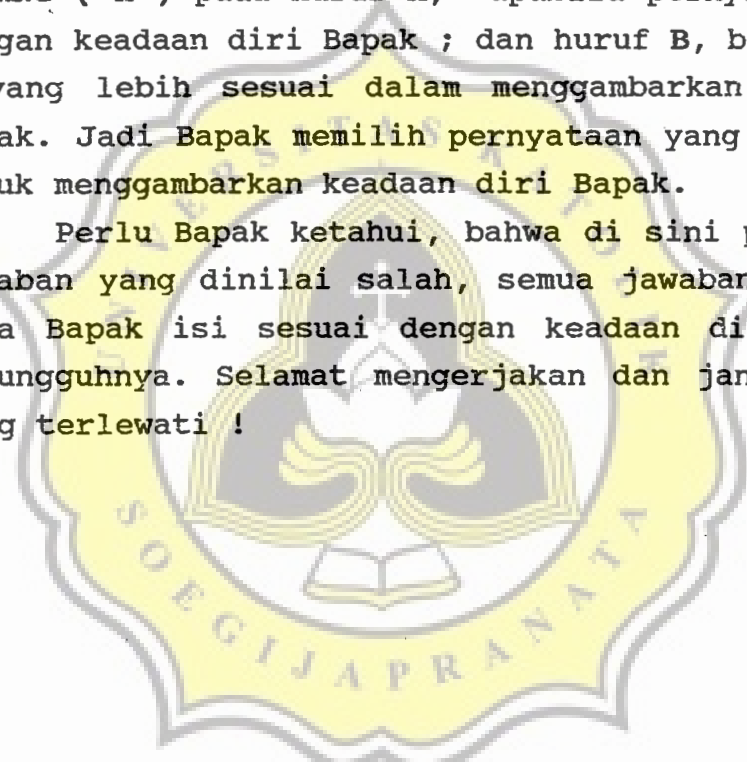 gan keadaan diri Bapak ; dan huruf B, b
yang lebih sesuai dalam menggambarkan
ak. Jadi Bapak memilih pernyataan yang
uk menggambarkan keadaan diri Bapak.
Perlu Bapak ketahui, bahwa di sini p
aban yang dinilai salah, semua jawaban
a Bapak isi sesuai dengan keadaan di
ungguhnya. Selamat mengerjakan dan jan
g terlewati !
UNIVERSITAS KATOLIK
SOEGIJAPRANATA